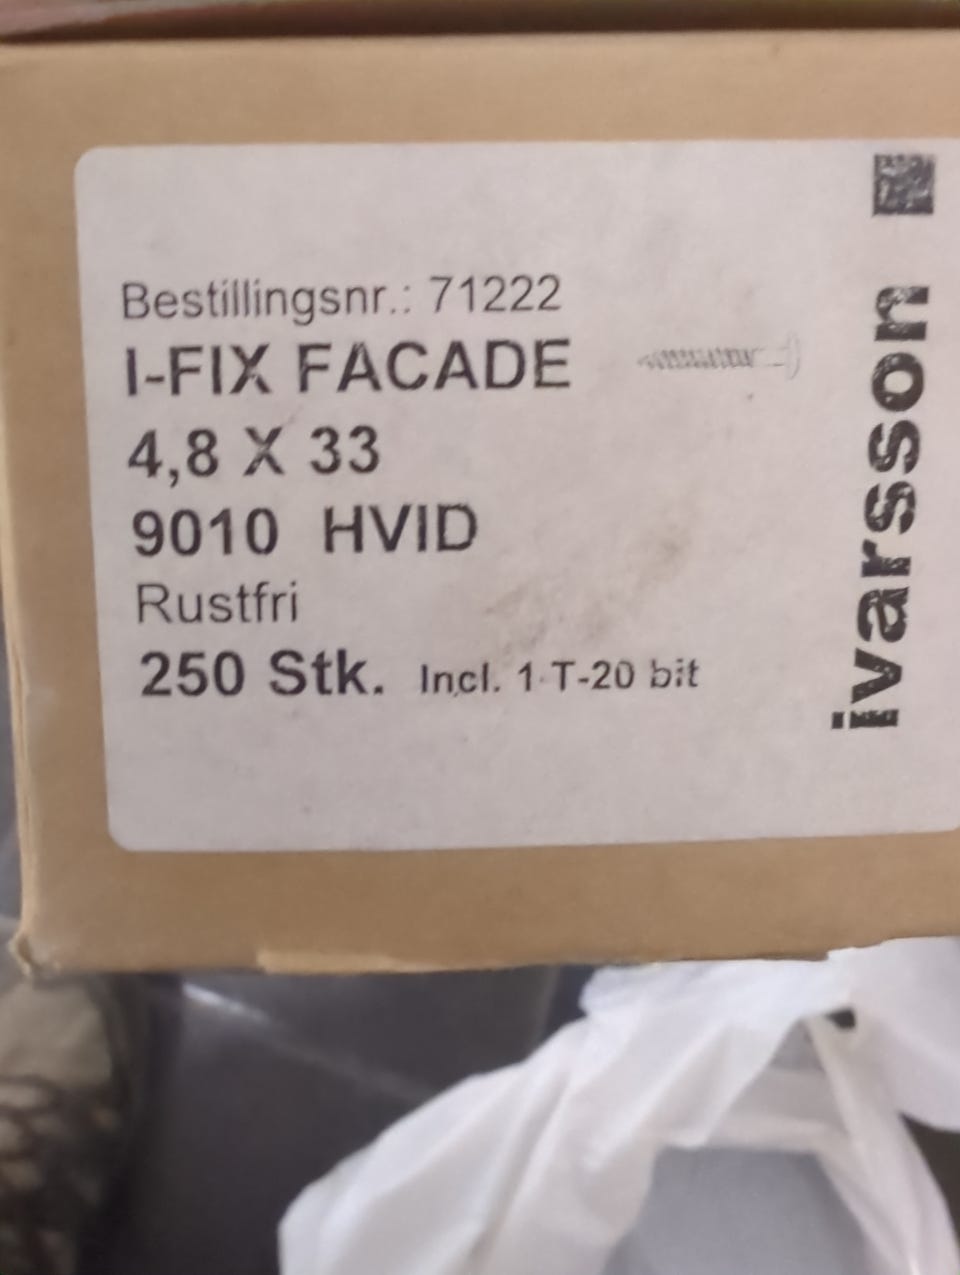 Bestillingsnr.: 71222
I-FIX FACADE
4,8 X 33
9010 HVID
Rustfri
250 Stk. Incl. 1 T-20 bit
ivarsson